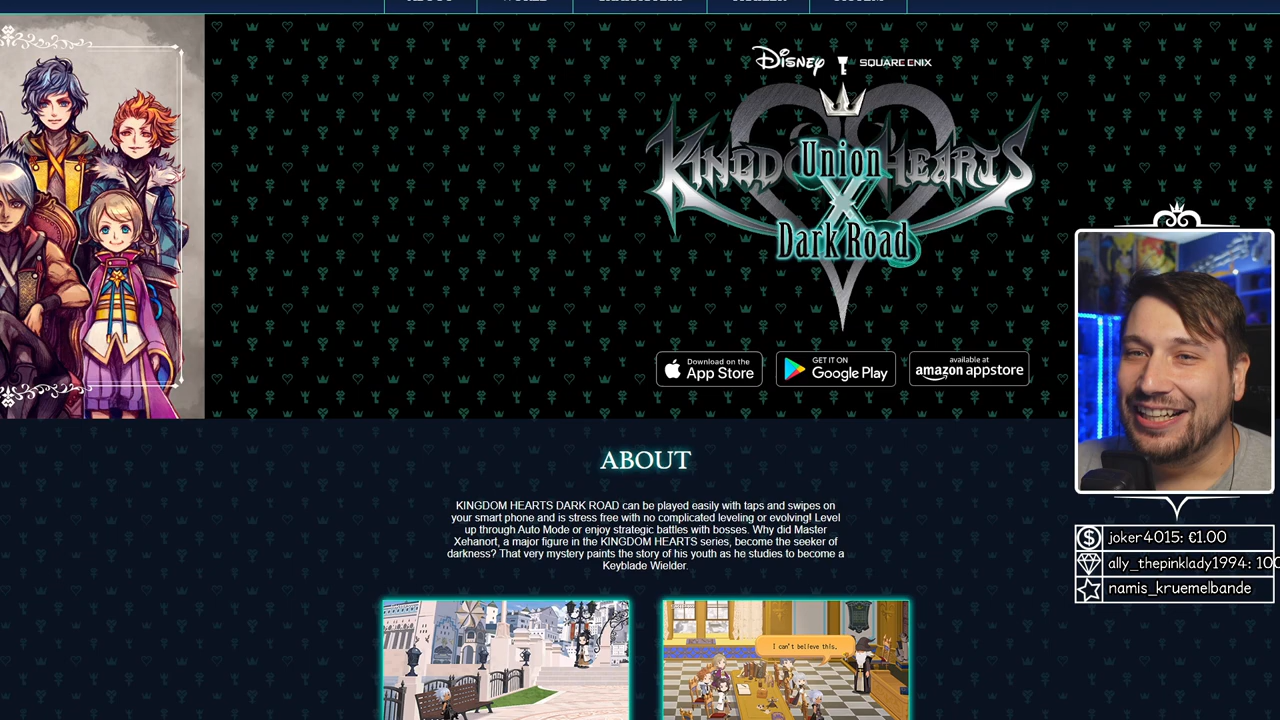 Disney
SQUARE ENIX
KINGDOM HEARTS
Union
X
Dark Road
Download on the
App Store
GET IT ON
Google Play
available at
amazon appstore
ABOUT
KINGDOM HEARTS DARK ROAD can be played easily with taps and swipes on
your smart phone and is stress free with no complicated leveling or evolving! Level
up through Auto Mode or enjoy strategic battles with bosses. Why did Master
Xehanort, a major figure in the KINGDOM HEARTS series, become the seeker of
darkness? That very mystery paints the story of his youth as he studies to become a
Keyblade Wielder.
I can't believe this.
joker4015: €1.00
ally_thepinklady1994: 100
namis_kruemelbande